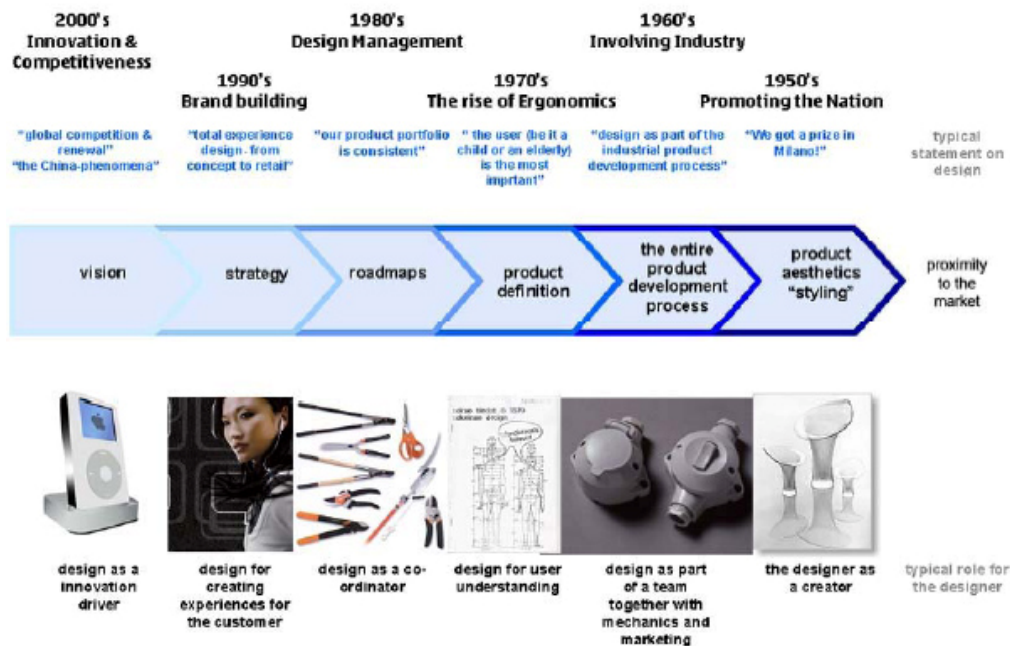 2000's
Innovation &
Competitiveness
1980's
Design Management
1960's
Involving Industry
1990's
Brand building
1970's
The rise of Ergonomics
1950's
Promoting the Nation
"global competition &
renewal"
"the China-phenomena"
"total experience
design - from
concept to retail"
"our product portfolio
is consistent"
" the user (be it a
child or an elderly)
is the most
imprtant"
"design as part of the
industrial product
development process"
"We got a prize in
Milano!"
typical
statement on
design
vision
strategy
roadmaps
product
definition
the entire
product
development
process
product
aesthetics
"styling"
proximity
to the
market
design as a
innovation
driver
design for
creating
experiences for
the customer
design as a co-
ordinator
design for user
understanding
design as part
of a team
together with
mechanics and
marketing
the designer as
a creator
typical role for
the designer